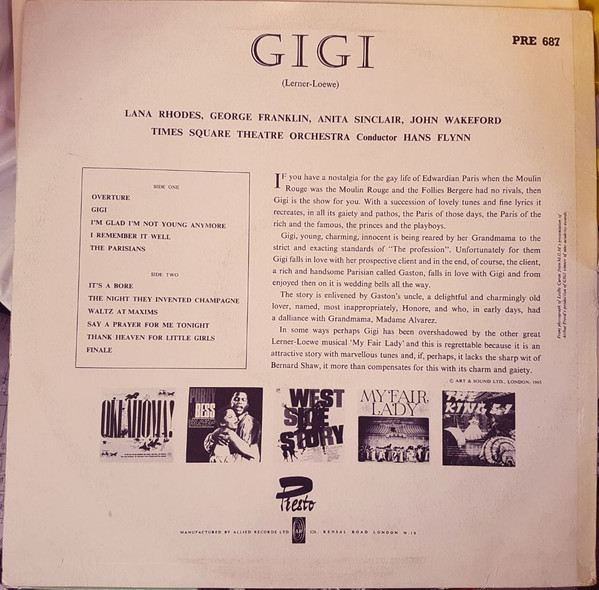 GIGI
PRE 687
(Lerner-Loewe)
LANA RHODES, GEORGE FRANKLIN, ANITA SINCLAIR, JOHN WAKEFORD
TIMES SQUARE THEATRE ORCHESTRA Conductor HANS FLYNN
SIDE ONE
OVERTURE
GIGI
I'M GLAD I'M NOT YOUNG ANYMORE
I REMEMBER IT WELL
THE PARISIANS
SIDE TWO
IT'S A BORE
THE NIGHT THEY INVENTED CHAMPAGNE
WALTZ AT MAXIMS
SAY A PRAYER FOR ME TONIGHT
THANK HEAVEN FOR LITTLE GIRLS
FINALE
IF you have a nostalgia for the gay life of Edwardian Paris when the Moulin
Rouge was the Moulin Rouge and the Follies Bergere had no rivals, then
Gigi is the show for you. With a succession of lovely tunes and fine lyrics it
recreates, in all its gaiety and pathos, the Paris of those days, the Paris of the
rich and the famous, the princes and the playboys.
Gigi, young, charming, innocent is being reared by her Grandmama to the
strict and exacting standards of "The profession". Unfortunately for them
Gigi falls in love with her prospective client and in the end, of course, the client,
a rich and handsome Parisian called Gaston, falls in love with Gigi and from
enjoyed then on it is wedding bells all the way.
The story is enlivened by Gaston's uncle, a delightful and charmingly old
lover, named, most inappropriately, Honore, and who, in early days, had
a dalliance with Grandmama, Madame Alvarez.
In some ways perhaps Gigi has been overshadowed by the other great
Lerner-Loewe musical 'My Fair Lady' and this is regrettable because it is an
attractive story with marvellous tunes and, if, perhaps, it lacks the sharp wit of
Bernard Shaw, it more than compensates for this with its charm and gaiety.
© ART & SOUND LTD., LONDON, 1965
OKLAHOMA!
PORGY
BESS
WEST
SIDE
STORY
MY FAIR
LADY
THE
KING & I
Presto
MANUFACTURED BY ALLIED RECORDS LTD. 326, KENSAL ROAD LONDON W.10